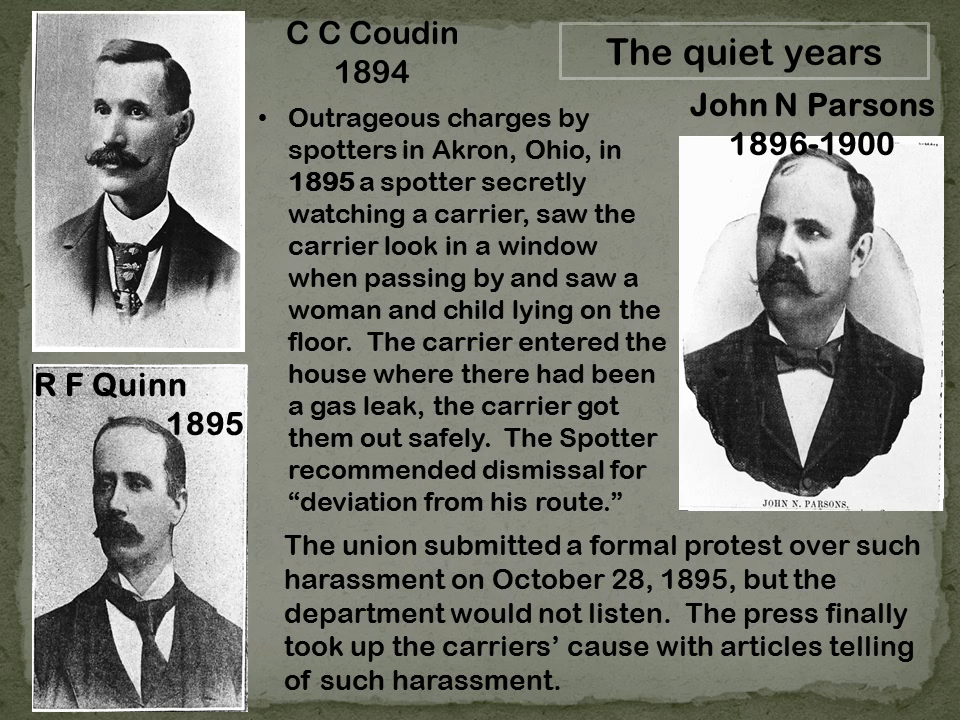 C C Coudin
1894
The quiet years
John N Parsons
1896-1900
• Outrageous charges by
spotters in Akron, Ohio, in
1895 a spotter secretly
watching a carrier, saw the
carrier look in a window
when passing by and saw a
woman and child lying on the
floor. The carrier entered the
house where there had been
a gas leak, the carrier got
them out safely. The Spotter
recommended dismissal for
“deviation from his route.”
JOHN N. PARSONS.
R F Quinn
1895
The union submitted a formal protest over such
harassment on October 28, 1895, but the
department would not listen. The press finally
took up the carriers’ cause with articles telling
of such harassment.